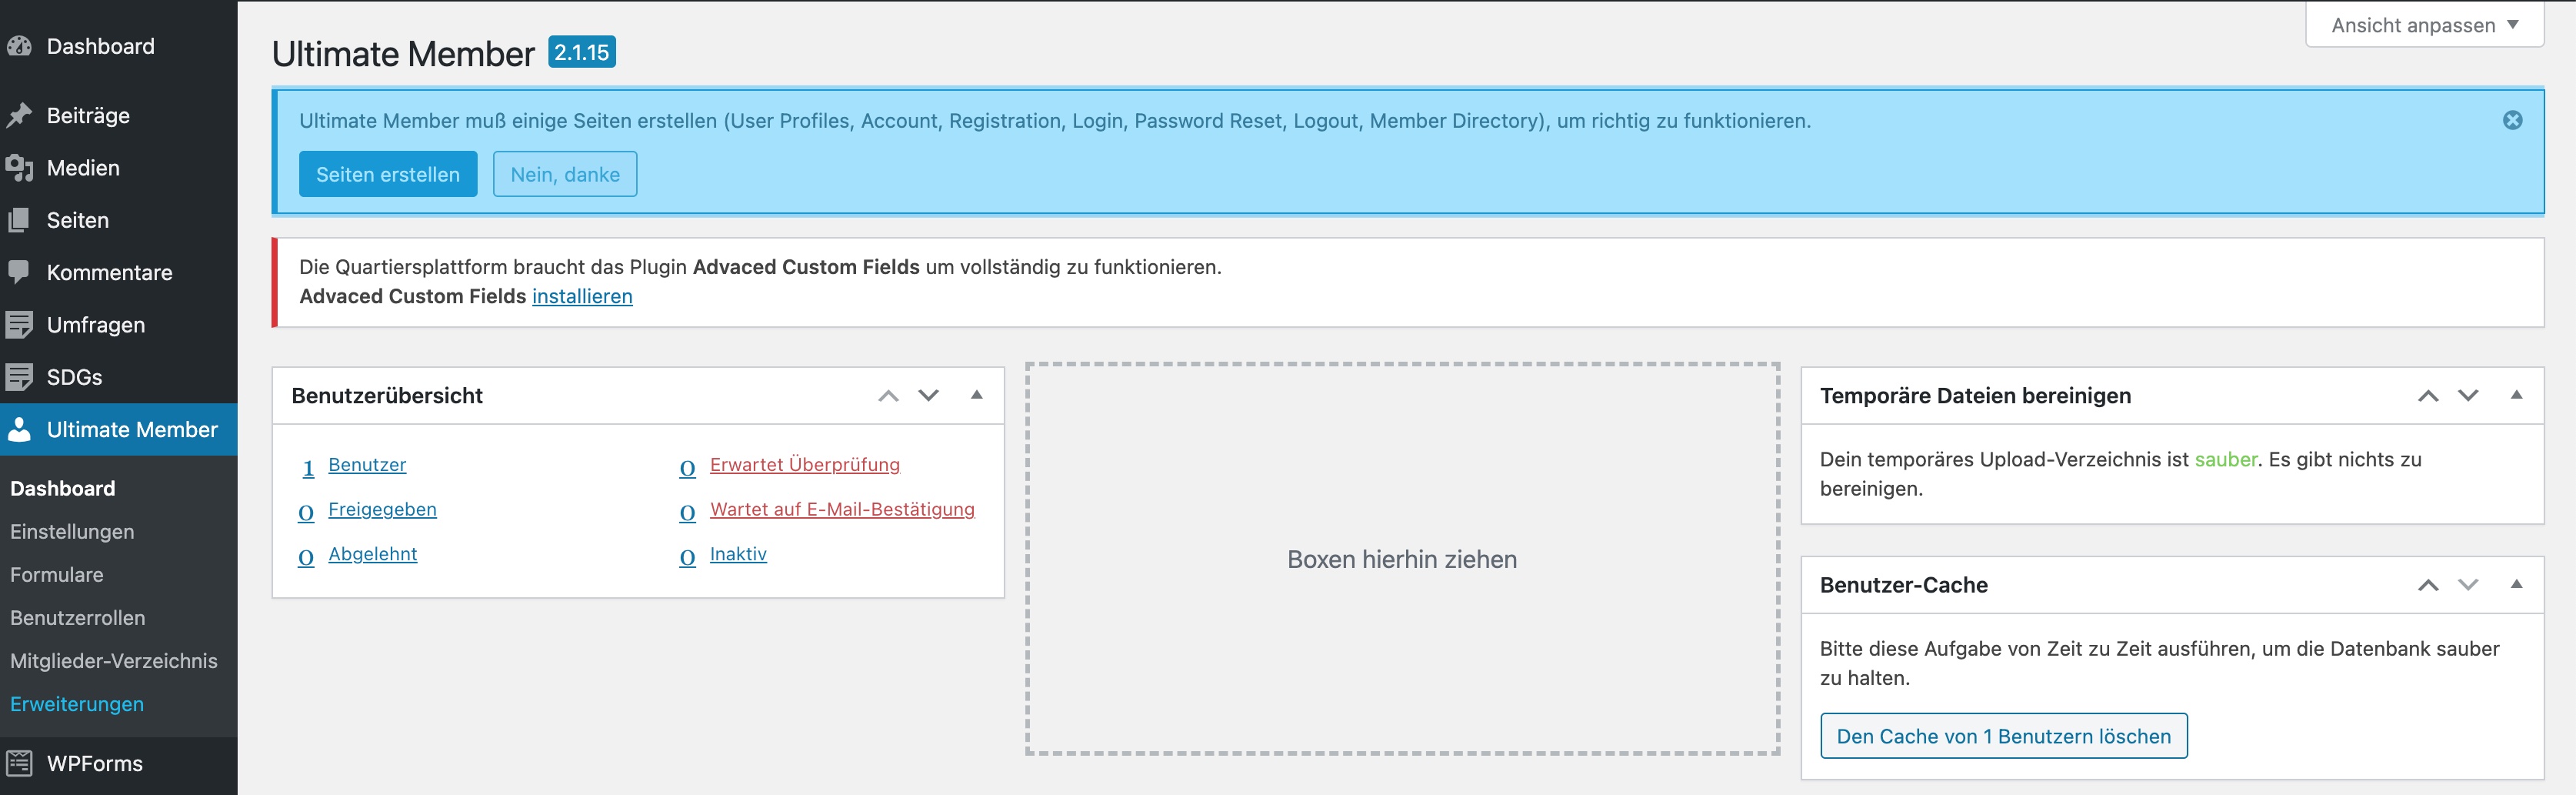 Dashboard
Beiträge
Medien
Seiten
Kommentare
Umfragen
SDGs
Ultimate Member
Dashboard
Einstellungen
Formulare
Benutzerrollen
Mitglieder-Verzeichnis
Erweiterungen
WPForms
Ansicht anpassen
Ultimate Member 2.1.15
Ultimate Member muß einige Seiten erstellen (User Profiles, Account, Registration, Login, Password Reset, Logout, Member Directory), um richtig zu funktionieren.
Seiten erstellen Nein, danke
Die Quartiersplattform braucht das Plugin Advaced Custom Fields um vollständig zu funktionieren.
Advaced Custom Fields installieren
Benutzerübersicht
1 Benutzer 0 Erwartet Überprüfung
0 Freigegeben 0 Wartet auf E-Mail-Bestätigung
0 Abgelehnt 0 Inaktiv
Boxen hierhin ziehen
Temporäre Dateien bereinigen
Dein temporäres Upload-Verzeichnis ist sauber. Es gibt nichts zu
bereinigen.
Benutzer-Cache
Bitte diese Aufgabe von Zeit zu Zeit ausführen, um die Datenbank sauber
zu halten.
Den Cache von 1 Benutzern löschen